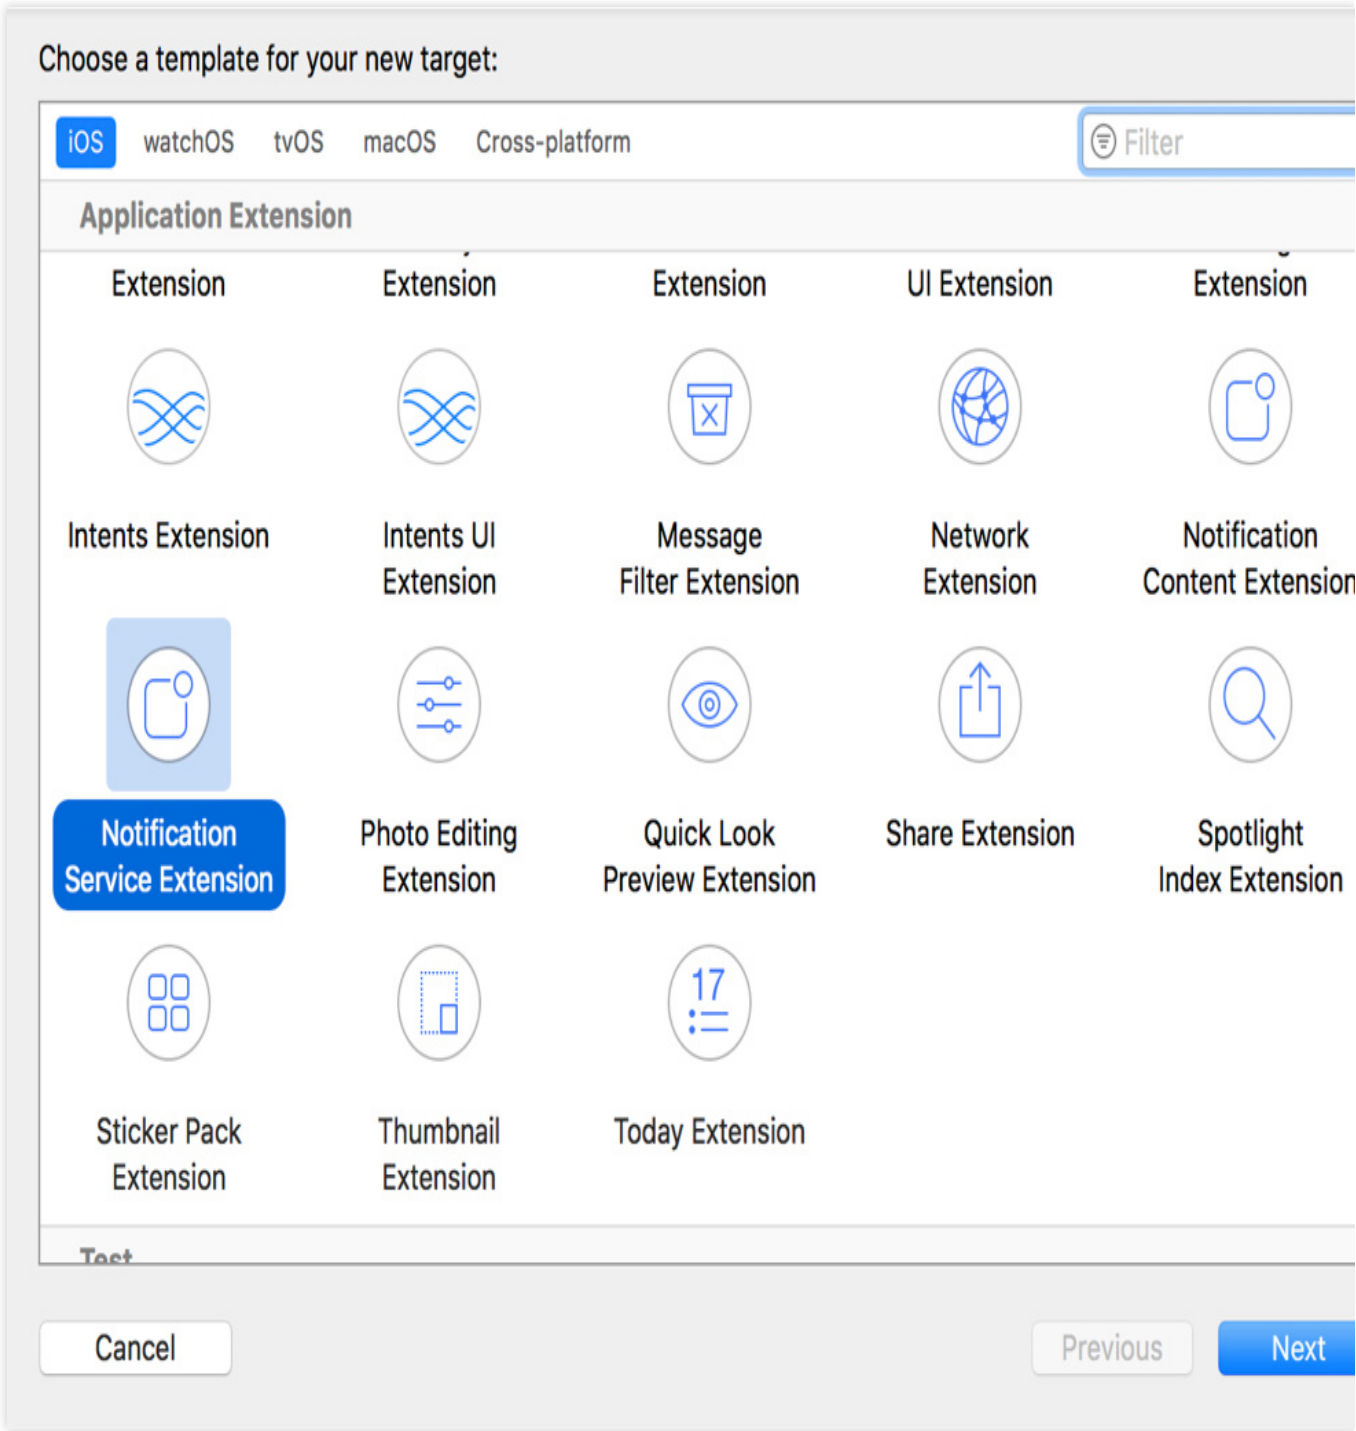 Choose a template for your new target:
iOS watchOS tvOS macOS Cross-platform Filter
Application Extension
Extension Extension Extension UI Extension Extension
Intents Extension Intents UI Message Network Notification
Extension Filter Extension Extension Content Extension
Notification Photo Editing Quick Look Share Extension Spotlight
Service Extension Extension Preview Extension Index Extension
17
Sticker Pack Thumbnail Today Extension
Extension Extension
Test
Cancel Previous Next